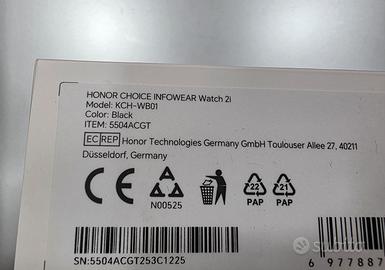 HONOR CHOICE INFOWEAR Watch 2i
Model: KCH-WB01
Color: Black
ITEM: 5504ACGT
EC REP Honor Technologies Germany GmbH Toulouser Allee 27, 40211
Düsseldorf, Germany
CE
N00525
22
PAP
21
PAP
SN:5504ACGT253C1225
6 977887
subito